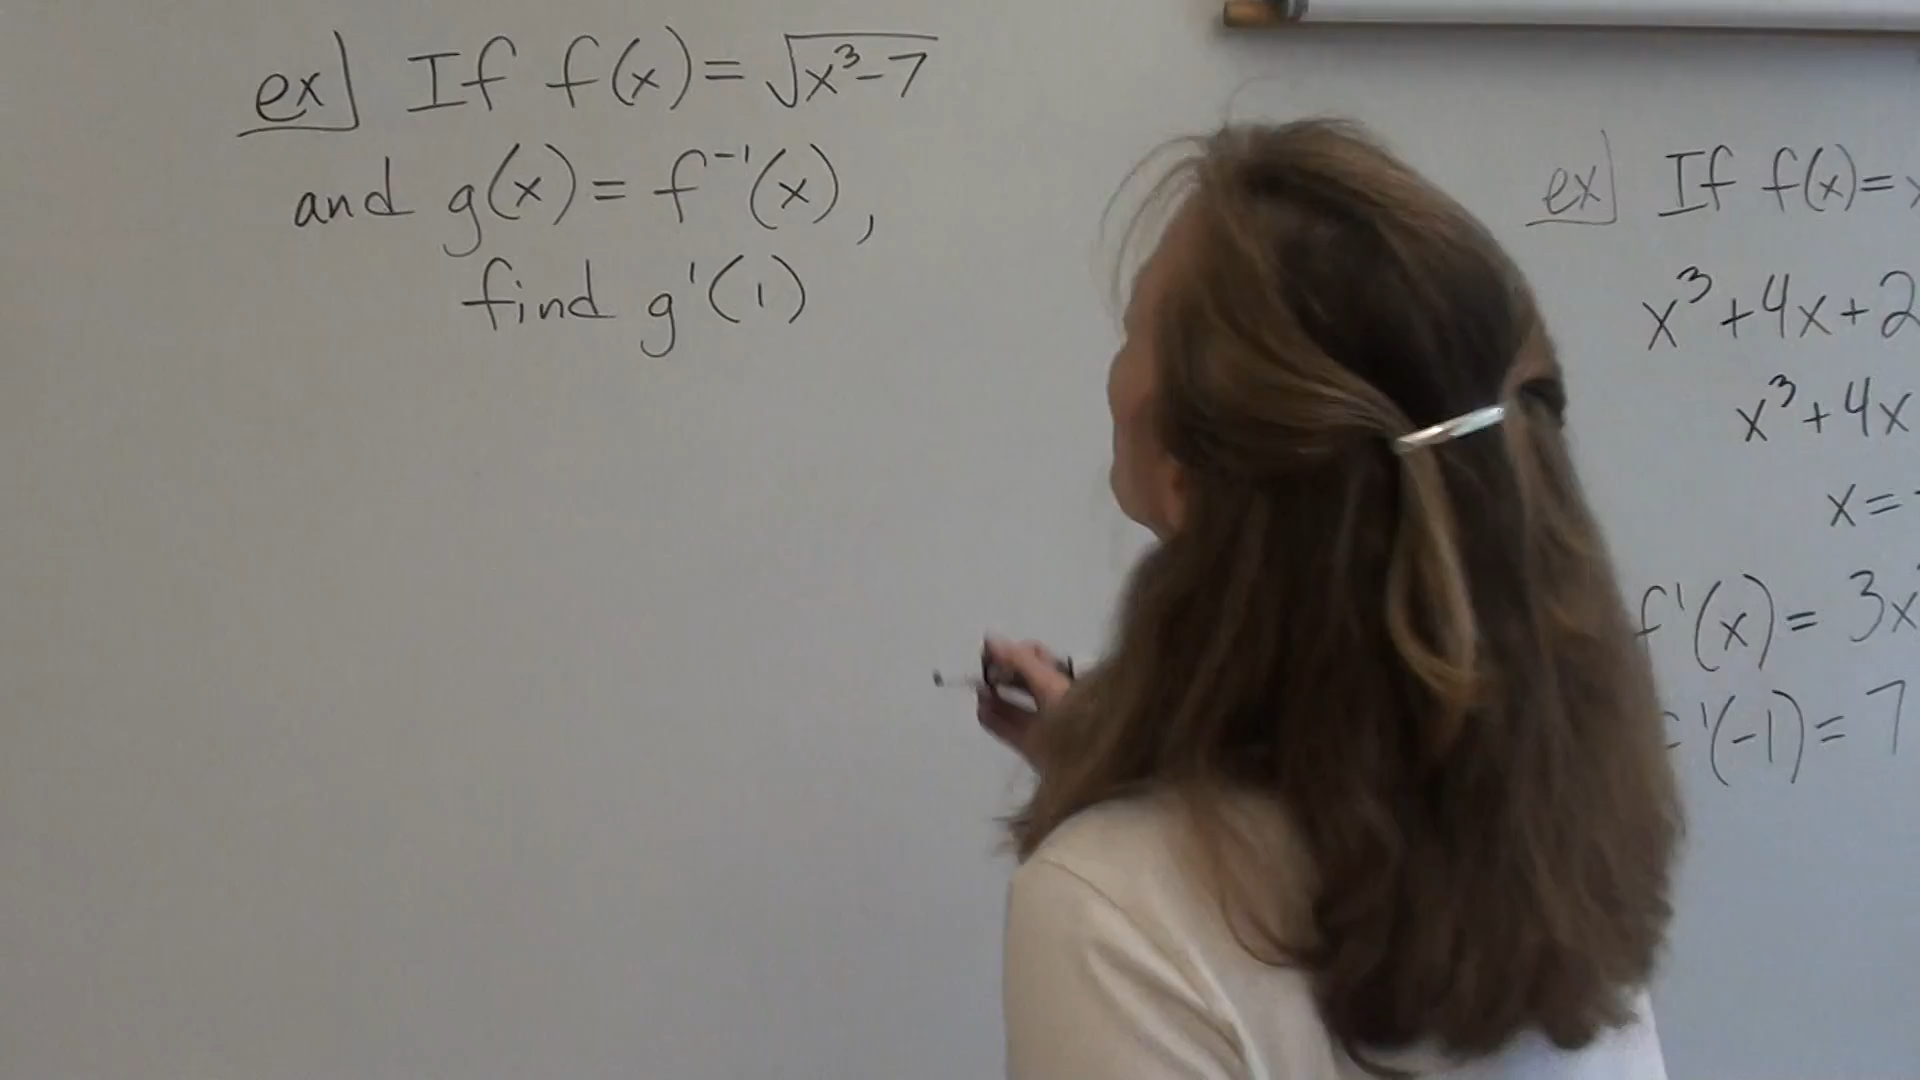 ex] If f(x) = √(x³-7)
and g(x) = f⁻¹(x),
find g'(1)
ex] If f(x)=
x³+4x+2
x³+4x
x=
f'(x) = 3x
'(-1) = 7